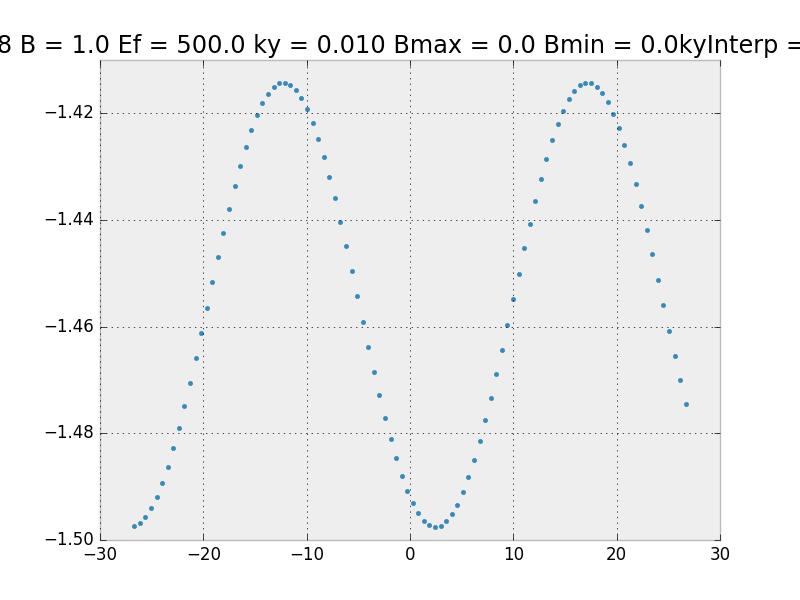 8 B = 1.0 Ef = 500.0 ky = 0.010 Bmax = 0.0 Bmin = 0.0kyInterp =
−1.42
−1.44
−1.46
−1.48
−1.50
−30 −20 −10 0 10 20 30